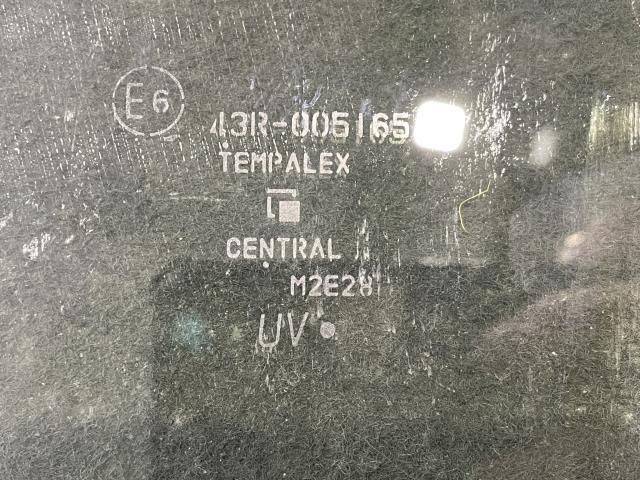 E6
43R-005165
TEMPALEX
CENTRAL
M2E28
UV